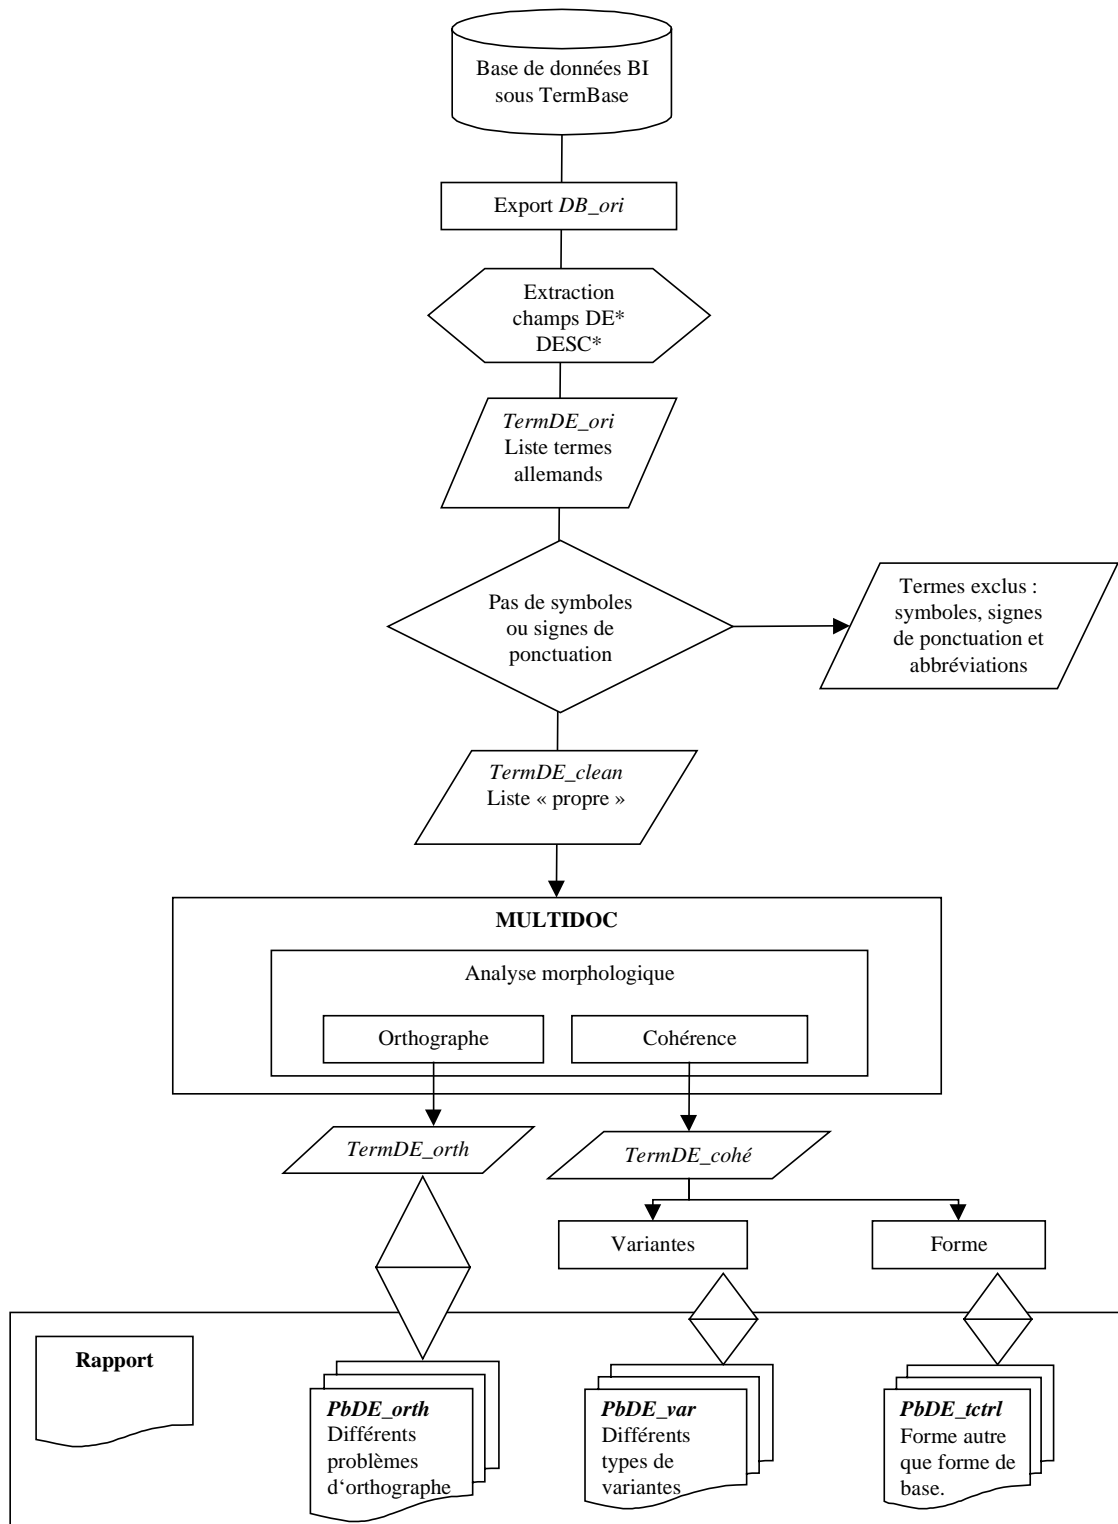 Base de données BI
sous TermBase
Export DB_ori
Extraction
champs DE*
DESC*
TermDE_ori
Liste termes
allemands
Pas de symboles
ou signes de
ponctuation
Termes exclus :
symboles, signes
de ponctuation et
abbréviations
TermDE_clean
Liste « propre »
MULTIDOC
Analyse morphologique
Orthographe
Cohérence
TermDE_orth
TermDE_cohé
Variantes
Forme
Rapport
PbDE_orth
Différents
problèmes
d‘orthographe
PbDE_var
Différents
types de
variantes
PbDE_tctrl
Forme autre
que forme de
base.